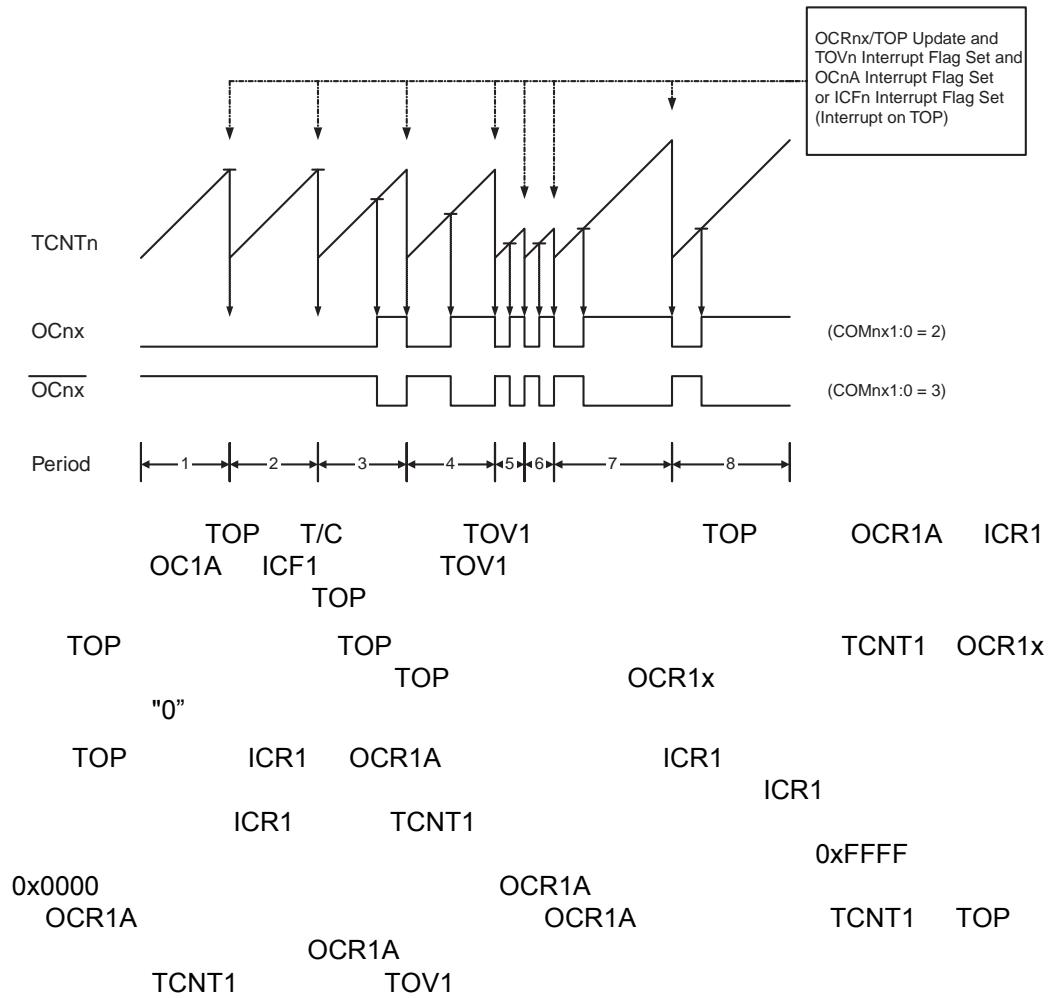 OCRnx/TOP Update and
TOVn Interrupt Flag Set and
OCnA Interrupt Flag Set
or ICFn Interrupt Flag Set
(Interrupt on TOP)
TCNTn
OCnx
(COMnx1:0 = 2)
OCnx
(COMnx1:0 = 3)
Period 1 2 3 4 5 6 7 8
TOP T/C TOV1 TOP OCR1A ICR1
OC1A ICF1 TOV1
TOP
TOP TOP TCNT1 OCR1x
TOP OCR1x
"0”
TOP ICR1 OCR1A ICR1
ICR1
ICR1 TCNT1
0xFFFF
0x0000 OCR1A
OCR1A OCR1A TCNT1 TOP
OCR1A
TCNT1 TOV1